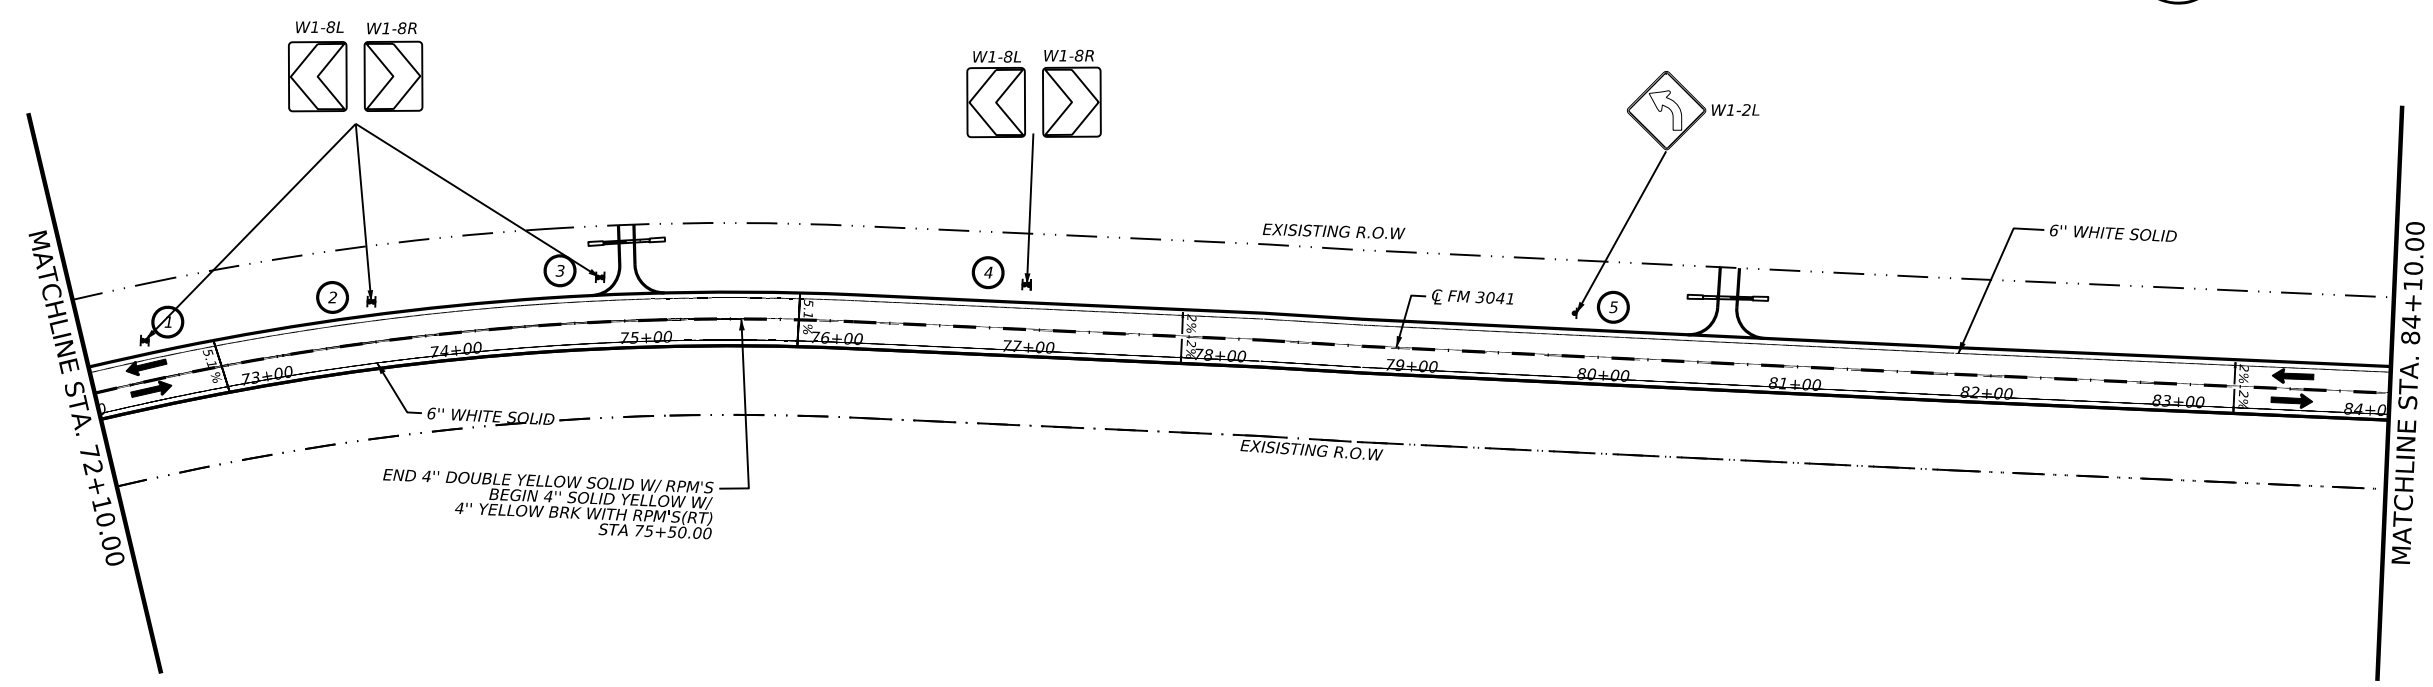 W1-8L W1-8R
W1-8L W1-8R
W1-2L
EXISISTING R.O.W
6'' WHITE SOLID
MATCHLINE STA. 72+10.00
MATCHLINE STA. 84+10.00
1
2
3
4
5
℄ FM 3041
5.1%
5.1%
2%
2%
2%
2%
73+00
74+00
75+00
76+00
77+00
78+00
79+00
80+00
81+00
82+00
83+00
84+0
0
6'' WHITE SOLID
EXISISTING R.O.W
END 4'' DOUBLE YELLOW SOLID W/ RPM'S
BEGIN 4'' SOLID YELLOW W/
4'' YELLOW BRK WITH RPM'S(RT)
STA 75+50.00